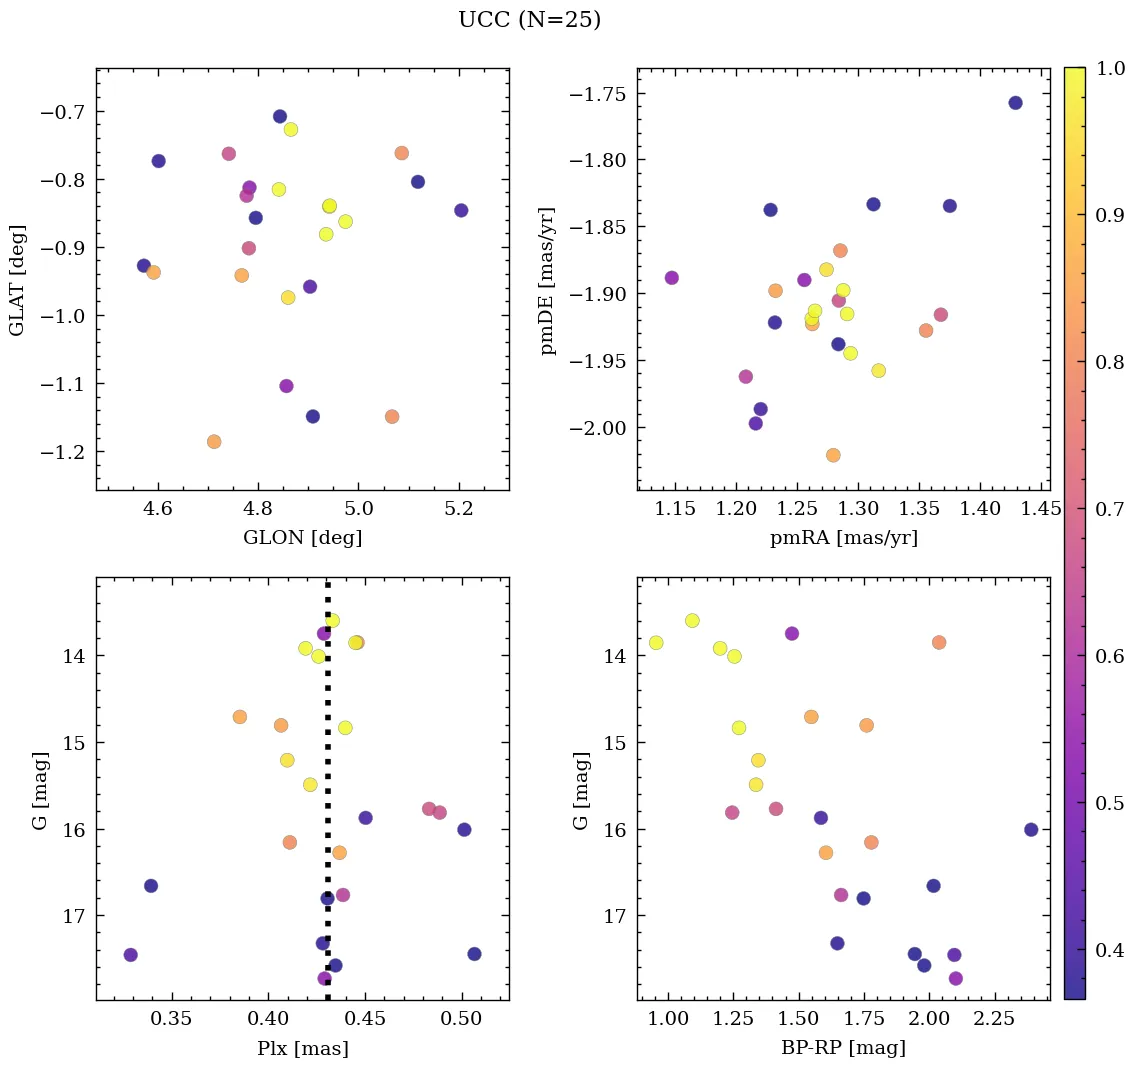 UCC (N=25)
−0.7
−0.8
−0.9
−1.0
−1.1
−1.2
GLAT [deg]
4.6 4.8 5.0 5.2
GLON [deg]
−1.75
−1.80
−1.85
−1.90
−1.95
−2.00
pmDE [mas/yr]
1.15 1.20 1.25 1.30 1.35 1.40 1.45
pmRA [mas/yr]
1.0
0.9
0.8
0.7
0.6
0.5
0.4
14
15
16
17
G [mag]
0.35 0.40 0.45 0.50
Plx [mas]
14
15
16
17
G [mag]
1.00 1.25 1.50 1.75 2.00 2.25
BP-RP [mag]